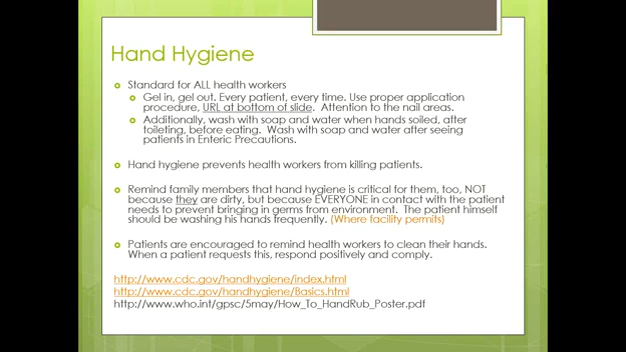 Hand Hygiene
Standard for ALL health workers
Gel in, gel out. Every patient, every time. Use proper application
procedure, URL at bottom of slide. Attention to the nail areas.
Additionally, wash with soap and water when hands soiled, after
toileting, before eating. Wash with soap and water after seeing
patients in Enteric Precautions.
Hand hygiene prevents health workers from killing patients.
Remind family members that hand hygiene is critical for them, too, NOT
because they are dirty, but because EVERYONE in contact with the patient
needs to prevent bringing in germs from environment. The patient himself
should be washing his hands frequently. (Where facility permits)
Patients are encouraged to remind health workers to clean their hands.
When a patient requests this, respond positively and comply.
http://www.cdc.gov/handhygiene/index.html
http://www.cdc.gov/handhygiene/Basics.html
http://www.who.int/gpsc/5may/How_To_HandRub_Poster.pdf